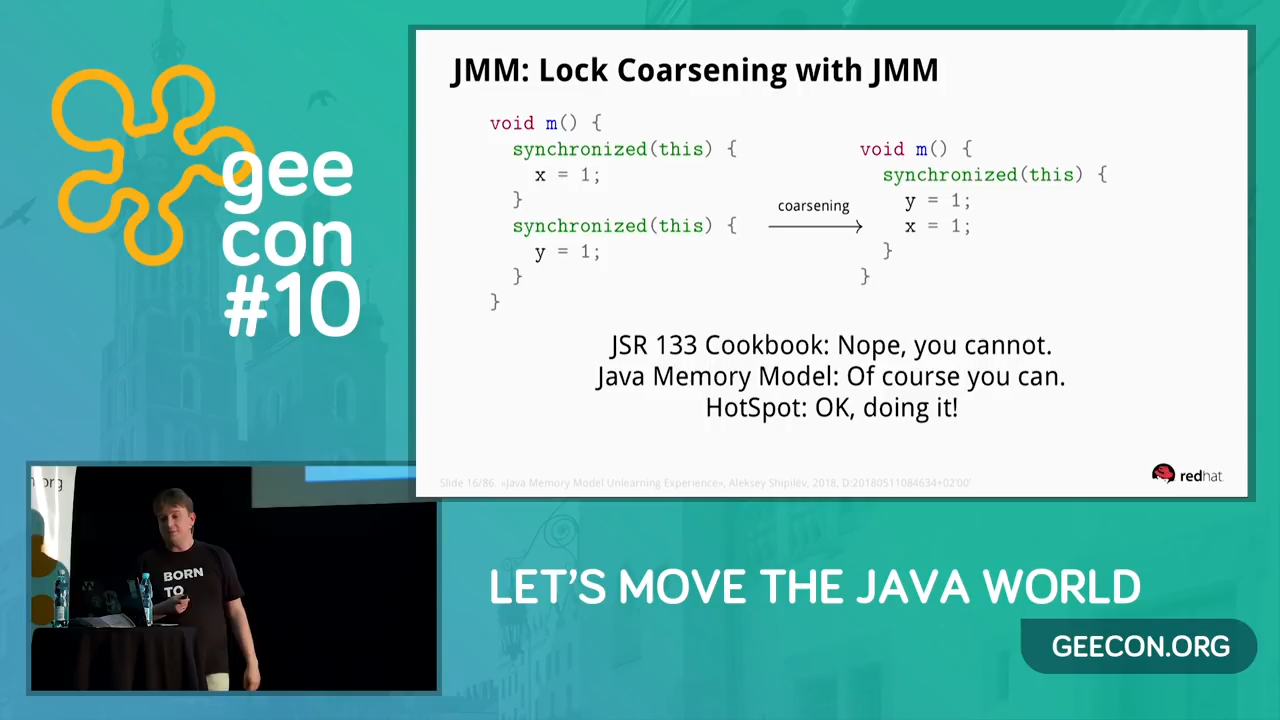 gee
con
#10
JMM: Lock Coarsening with JMM
void m() {
synchronized(this) {
x = 1;
}
synchronized(this) {
y = 1;
}
}
coarsening
void m() {
synchronized(this) {
y = 1;
x = 1;
}
}
JSR 133 Cookbook: Nope, you cannot.
Java Memory Model: Of course you can.
HotSpot: OK, doing it!
Slide 16/86. «Java Memory Model Unlearning Experience», Aleksey Shipilëv, 2018, D:20180511084634+02'00'
redhat
n.org
BORN
TO
LET'S MOVE THE JAVA WORLD
GEECON.ORG